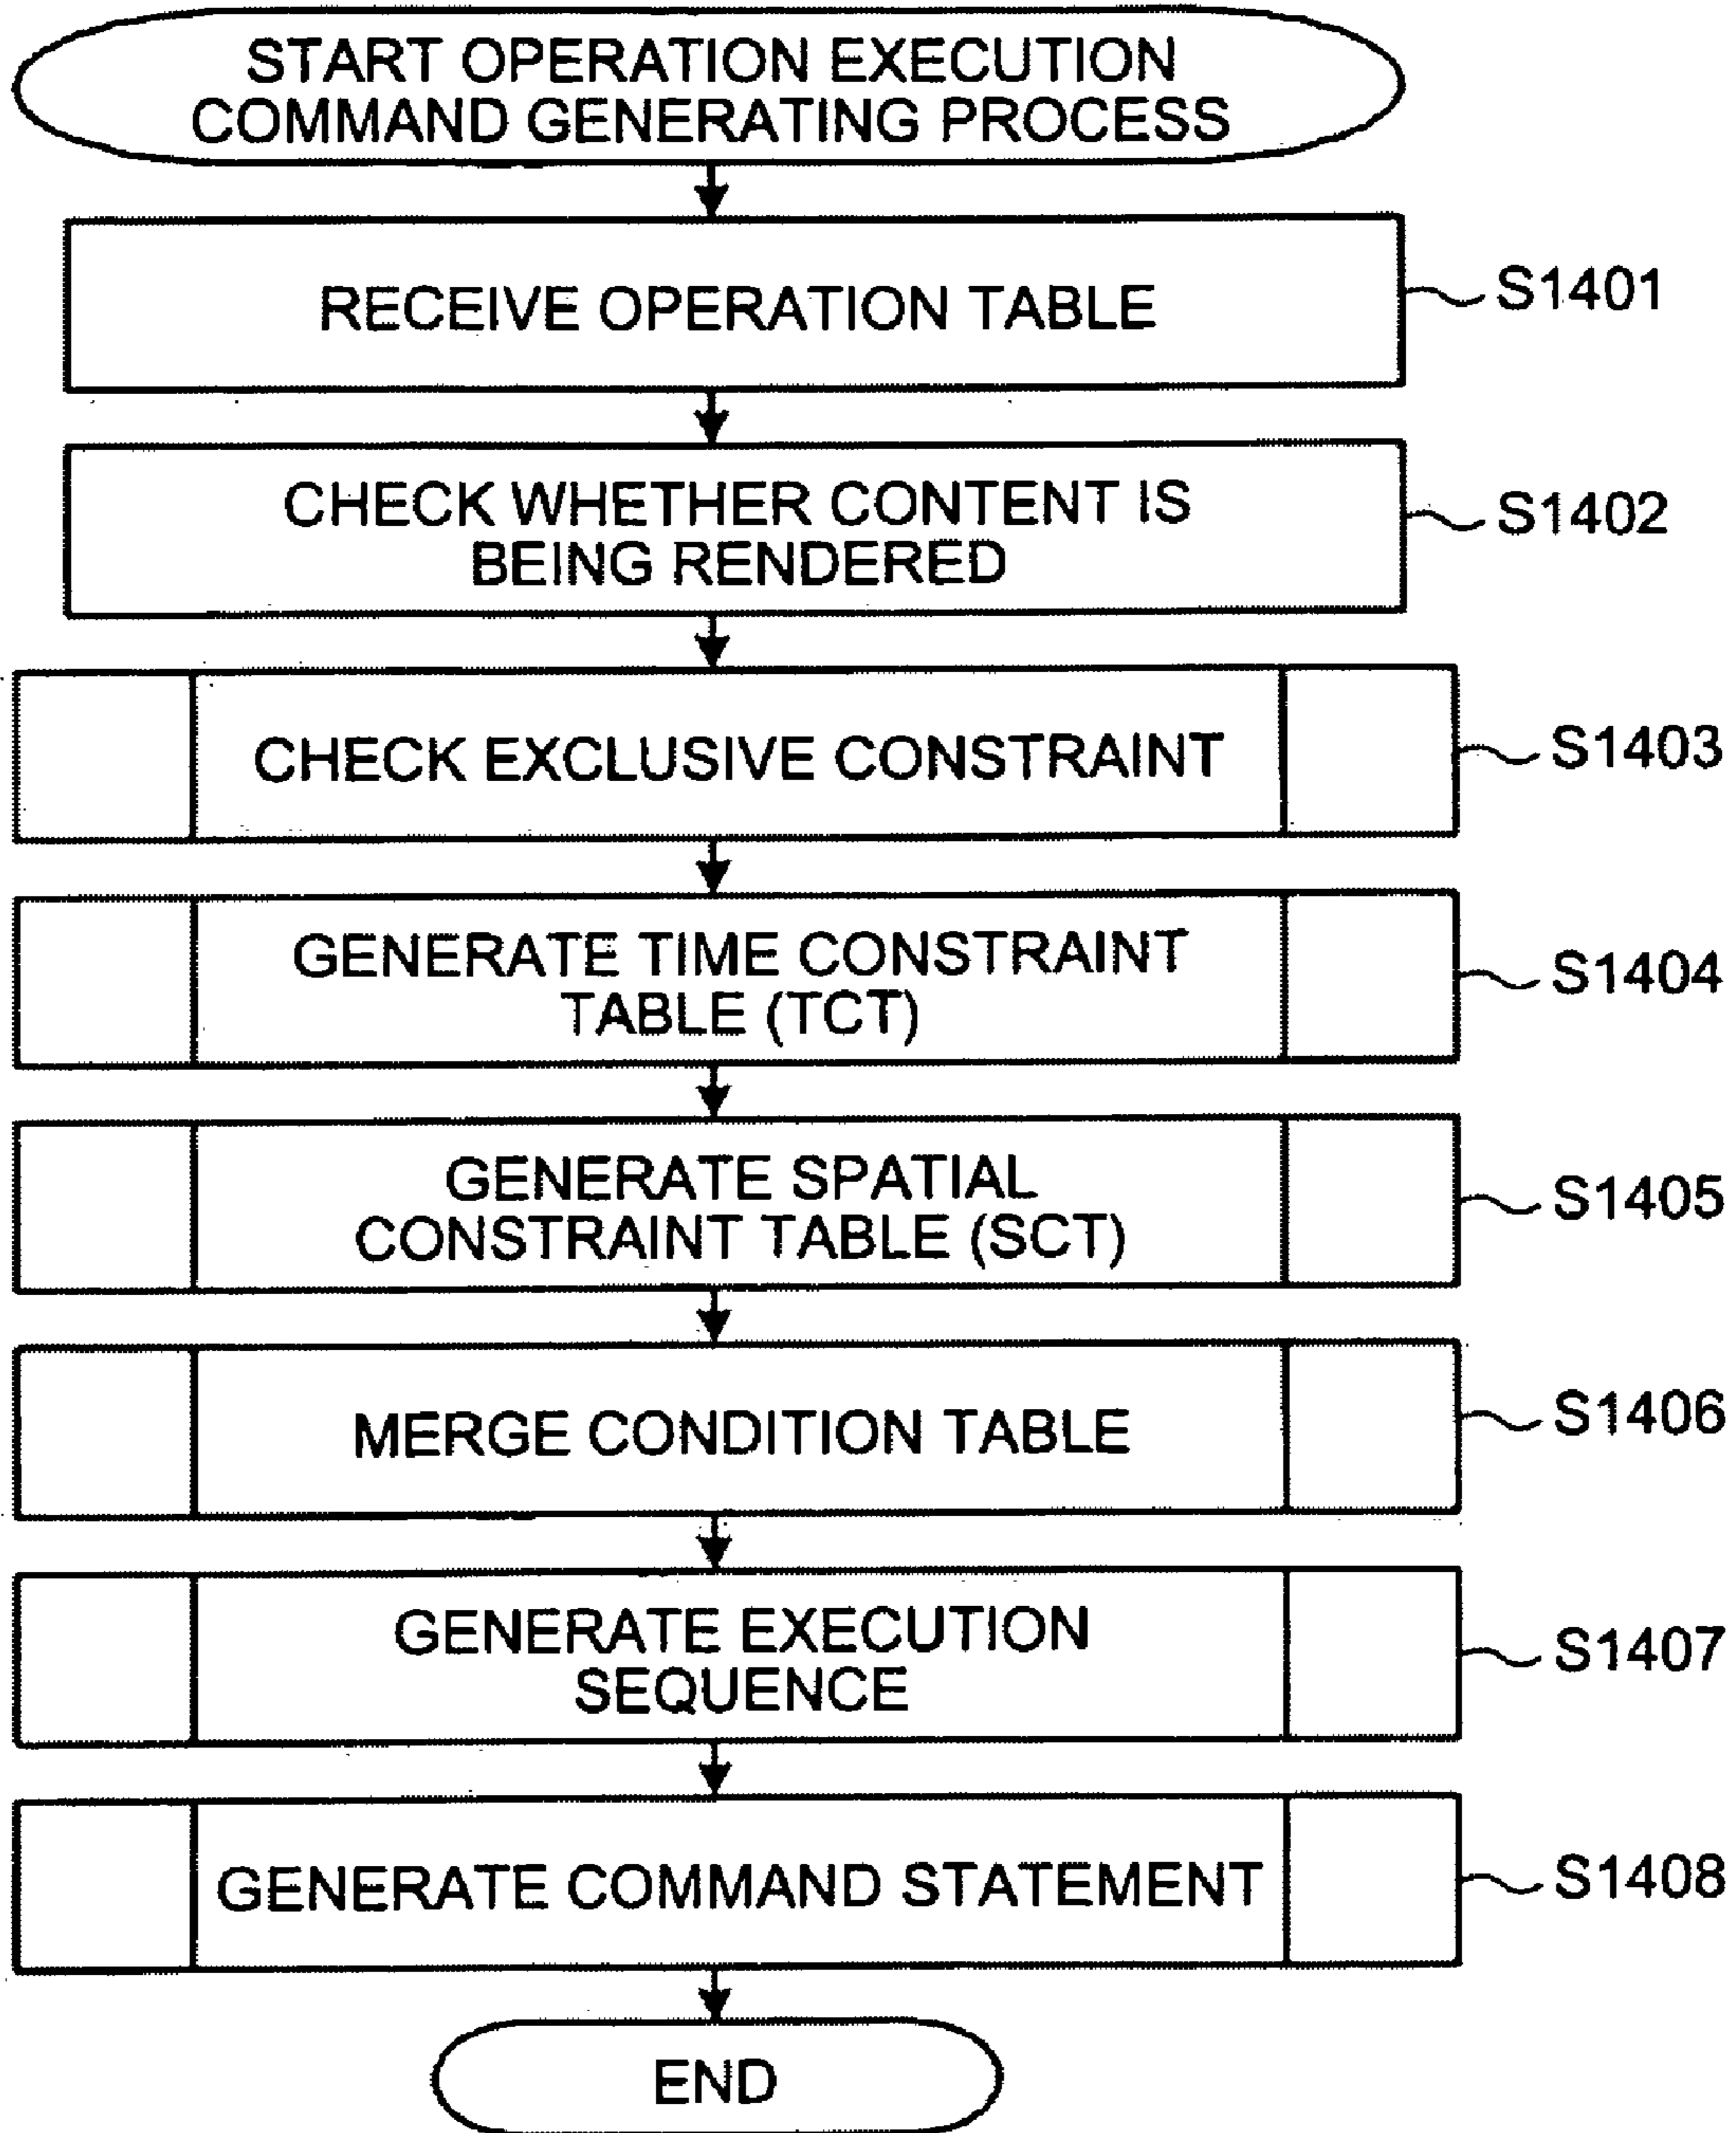 START OPERATION EXECUTION
COMMAND GENERATING PROCESS
RECEIVE OPERATION TABLE
S1401
CHECK WHETHER CONTENT IS
BEING RENDERED
S1402
CHECK EXCLUSIVE CONSTRAINT
S1403
GENERATE TIME CONSTRAINT
TABLE (TCT)
S1404
GENERATE SPATIAL
CONSTRAINT TABLE (SCT)
S1405
MERGE CONDITION TABLE
S1406
GENERATE EXECUTION
SEQUENCE
S1407
GENERATE COMMAND STATEMENT
S1408
END